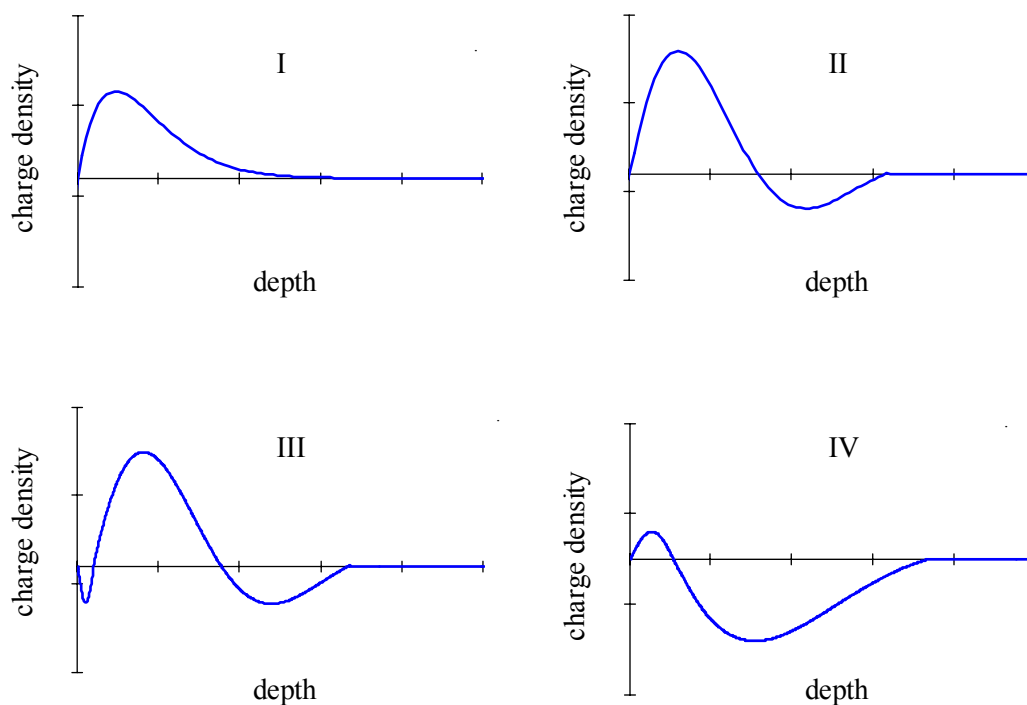 I
charge density
depth
II
charge density
depth
III
charge density
depth
IV
charge density
depth